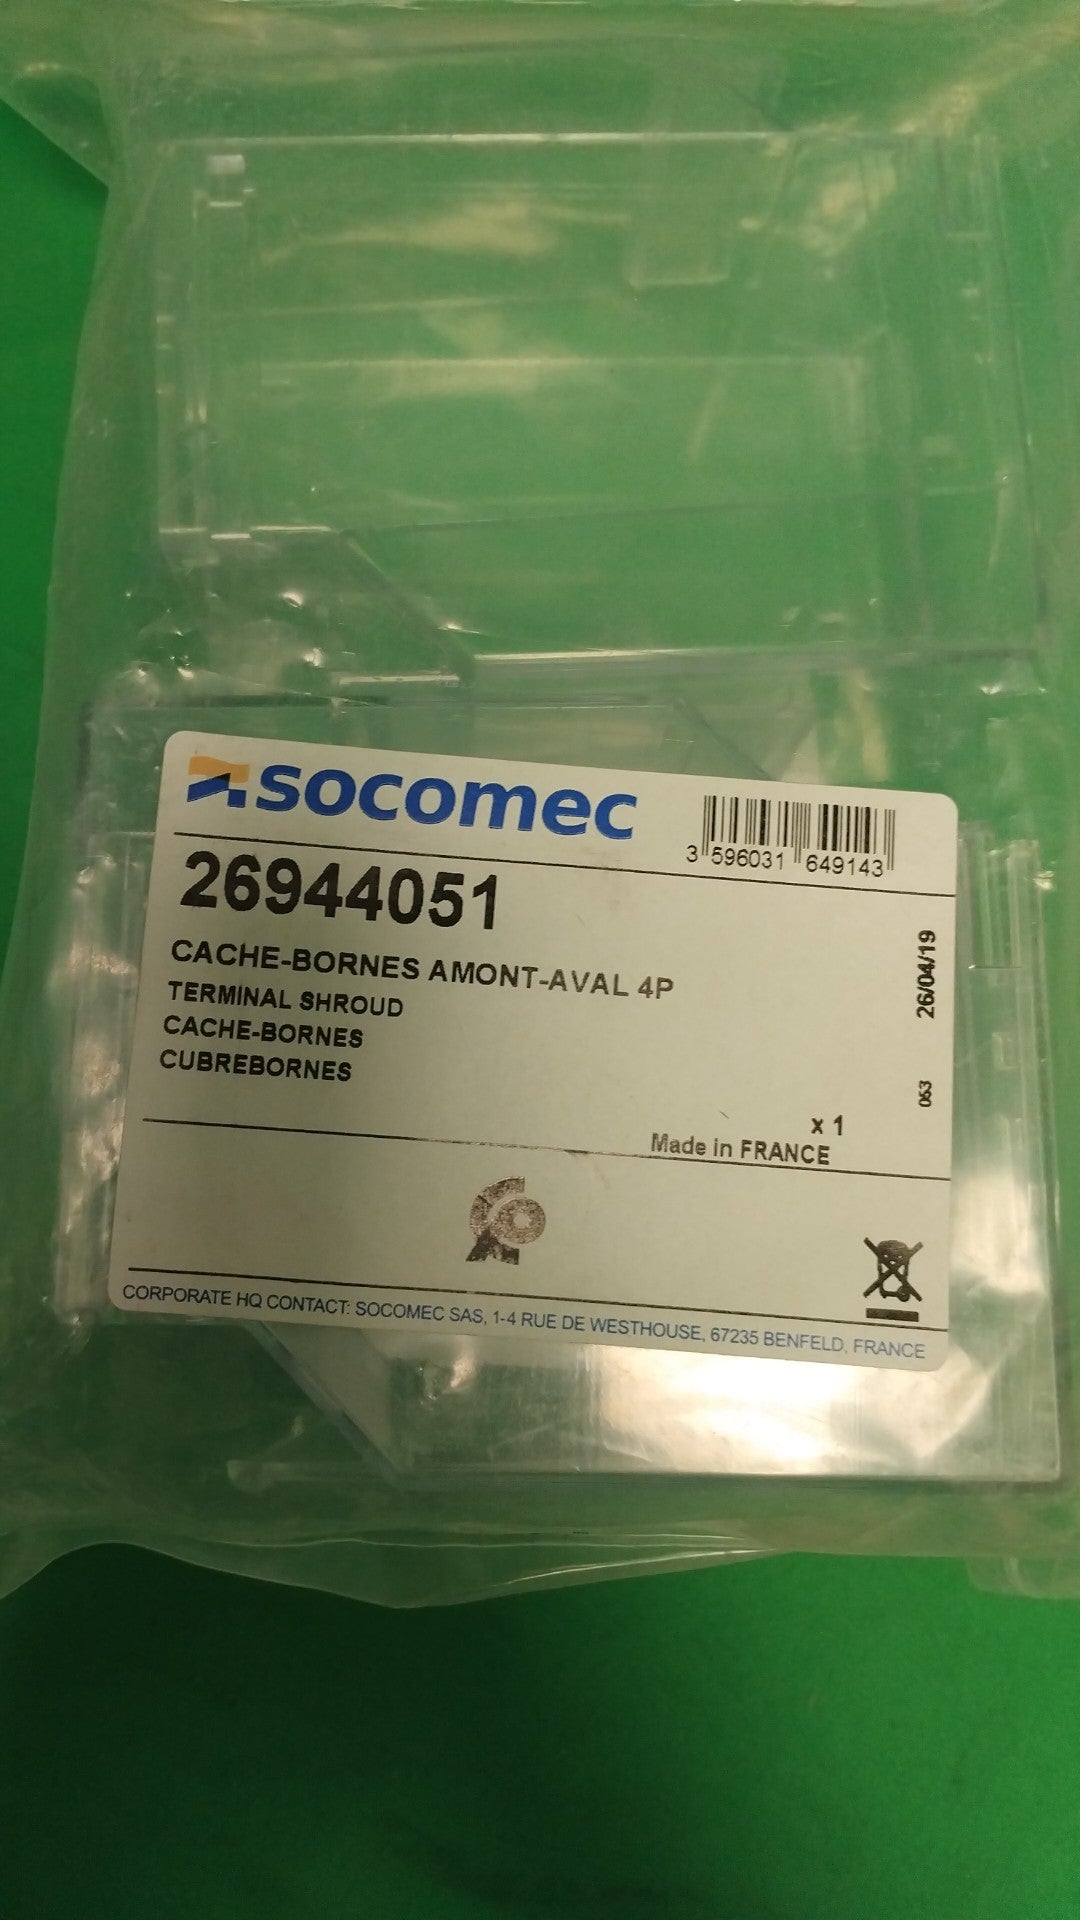 socomec
3 596031 649143
26944051
CACHE-BORNES AMONT-AVAL 4P
TERMINAL SHROUD
CACHE-BORNES
CUBREBORNES
26/04/19
053
x 1
Made in FRANCE
CORPORATE HQ CONTACT: SOCOMEC SAS, 1-4 RUE DE WESTHOUSE, 67235 BENFELD, FRANCE